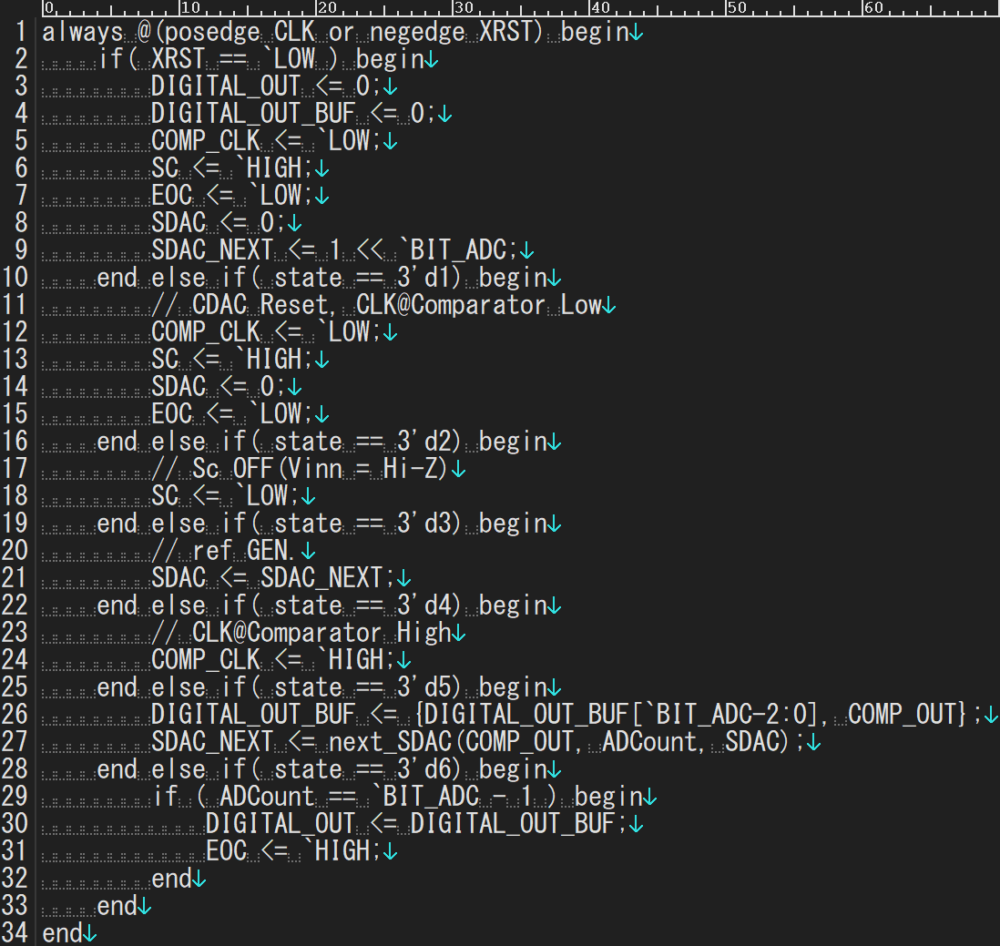 0 10 20 30 40 50 60
1 always @(posedge CLK or negedge XRST) begin↓
2     if( XRST == `LOW ) begin↓
3         DIGITAL_OUT <= 0;↓
4         DIGITAL_OUT_BUF <= 0;↓
5         COMP_CLK <= `LOW;↓
6         SC <= `HIGH;↓
7         EOC <= `LOW;↓
8         SDAC <= 0;↓
9         SDAC_NEXT <= 1 << `BIT_ADC;↓
10     end else if( state == 3'd1) begin↓
11         // CDAC Reset, CLK@Comparator Low↓
12         COMP_CLK <= `LOW;↓
13         SC <= `HIGH;↓
14         SDAC <= 0;↓
15         EOC <= `LOW;↓
16     end else if( state == 3'd2) begin↓
17         // Sc OFF(Vinn = Hi-Z)↓
18         SC <= `LOW;↓
19     end else if( state == 3'd3) begin↓
20         // ref GEN.↓
21         SDAC <= SDAC_NEXT;↓
22     end else if( state == 3'd4) begin↓
23         // CLK@Comparator High↓
24         COMP_CLK <= `HIGH;↓
25     end else if( state == 3'd5) begin↓
26         DIGITAL_OUT_BUF <= {DIGITAL_OUT_BUF[`BIT_ADC-2:0], COMP_OUT};↓
27         SDAC_NEXT <= next_SDAC(COMP_OUT, ADCount, SDAC);↓
28     end else if( state == 3'd6) begin↓
29         if ( ADCount == `BIT_ADC - 1 ) begin↓
30             DIGITAL_OUT <= DIGITAL_OUT_BUF;↓
31             EOC <= `HIGH;↓
32         end↓
33     end↓
34 end↓